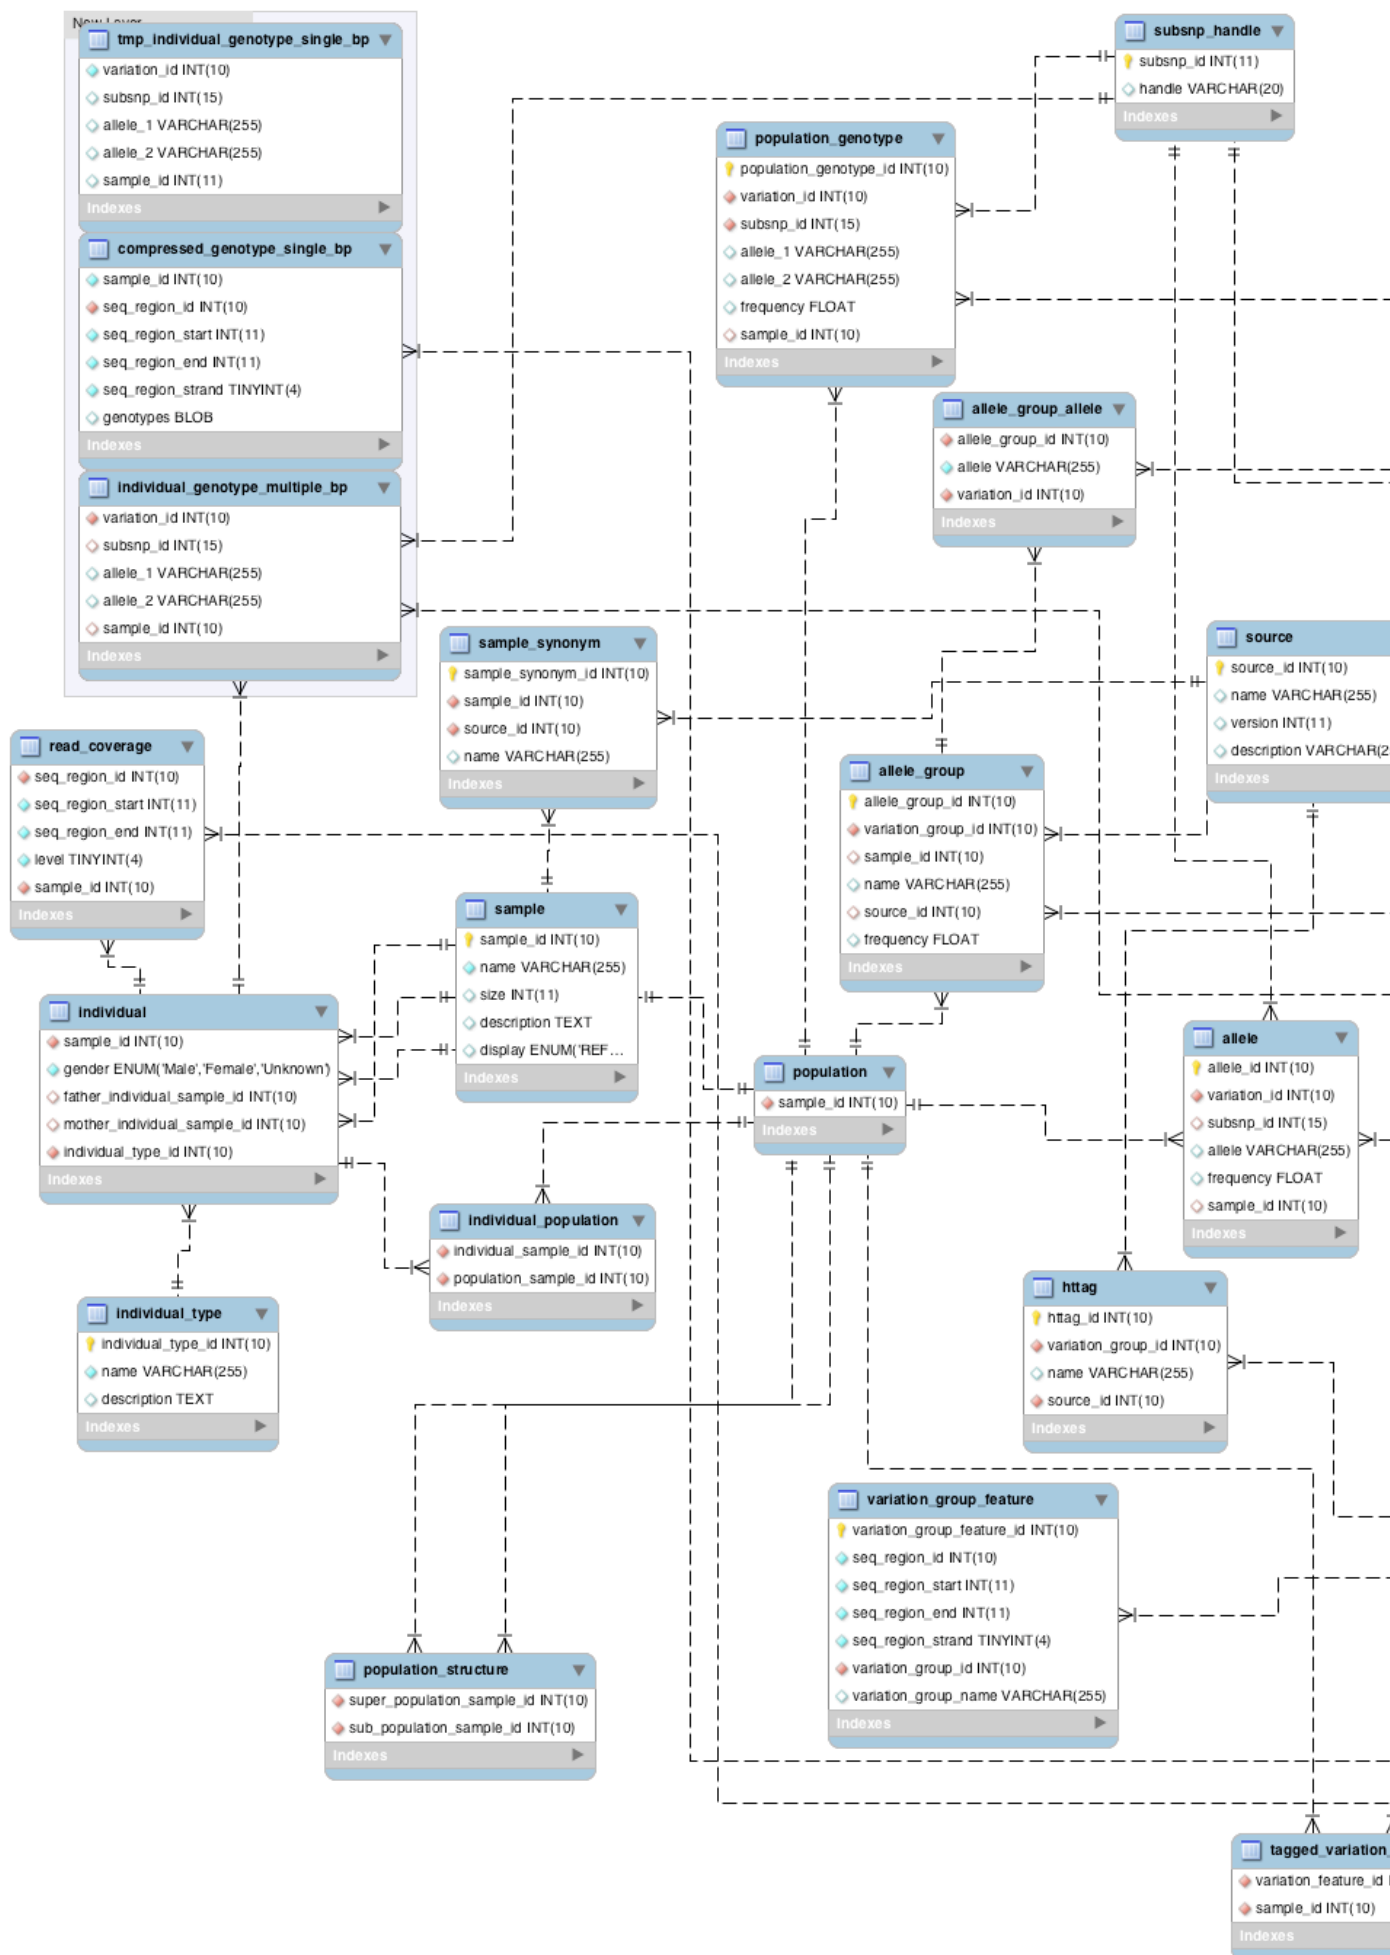 New Layer
tmp_individual_genotype_single_bp
variation_id INT(10)
subsnp_id INT(15)
allele_1 VARCHAR(255)
allele_2 VARCHAR(255)
sample_id INT(11)
Indexes
compressed_genotype_single_bp
sample_id INT(10)
seq_region_id INT(10)
seq_region_start INT(11)
seq_region_end INT(11)
seq_region_strand TINYINT(4)
genotypes BLOB
Indexes
individual_genotype_multiple_bp
variation_id INT(10)
subsnp_id INT(15)
allele_1 VARCHAR(255)
allele_2 VARCHAR(255)
sample_id INT(10)
Indexes
subsnp_handle
subsnp_id INT(11)
handle VARCHAR(20)
Indexes
population_genotype
population_genotype_id INT(10)
variation_id INT(10)
subsnp_id INT(15)
allele_1 VARCHAR(255)
allele_2 VARCHAR(255)
frequency FLOAT
sample_id INT(10)
Indexes
allele_group_allele
allele_group_id INT(10)
allele VARCHAR(255)
variation_id INT(10)
Indexes
sample_synonym
sample_synonym_id INT(10)
sample_id INT(10)
source_id INT(10)
name VARCHAR(255)
Indexes
source
source_id INT(10)
name VARCHAR(255)
version INT(11)
description VARCHAR(2
Indexes
read_coverage
seq_region_id INT(10)
seq_region_start INT(11)
seq_region_end INT(11)
level TINYINT(4)
sample_id INT(10)
Indexes
allele_group
allele_group_id INT(10)
variation_group_id INT(10)
sample_id INT(10)
name VARCHAR(255)
source_id INT(10)
frequency FLOAT
Indexes
sample
sample_id INT(10)
name VARCHAR(255)
size INT(11)
description TEXT
display ENUM('REF...
Indexes
individual
sample_id INT(10)
gender ENUM('Male','Female','Unknown')
father_individual_sample_id INT(10)
mother_individual_sample_id INT(10)
individual_type_id INT(10)
Indexes
population
sample_id INT(10)
Indexes
allele
allele_id INT(10)
variation_id INT(10)
subsnp_id INT(15)
allele VARCHAR(255)
frequency FLOAT
sample_id INT(10)
Indexes
individual_population
individual_sample_id INT(10)
population_sample_id INT(10)
Indexes
individual_type
individual_type_id INT(10)
name VARCHAR(255)
description TEXT
Indexes
httag
httag_id INT(10)
variation_group_id INT(10)
name VARCHAR(255)
source_id INT(10)
Indexes
variation_group_feature
variation_group_feature_id INT(10)
seq_region_id INT(10)
seq_region_start INT(11)
seq_region_end INT(11)
seq_region_strand TINYINT(4)
variation_group_id INT(10)
variation_group_name VARCHAR(255)
Indexes
population_structure
super_population_sample_id INT(10)
sub_population_sample_id INT(10)
Indexes
tagged_variation_
variation_feature_id
sample_id INT(10)
Indexes